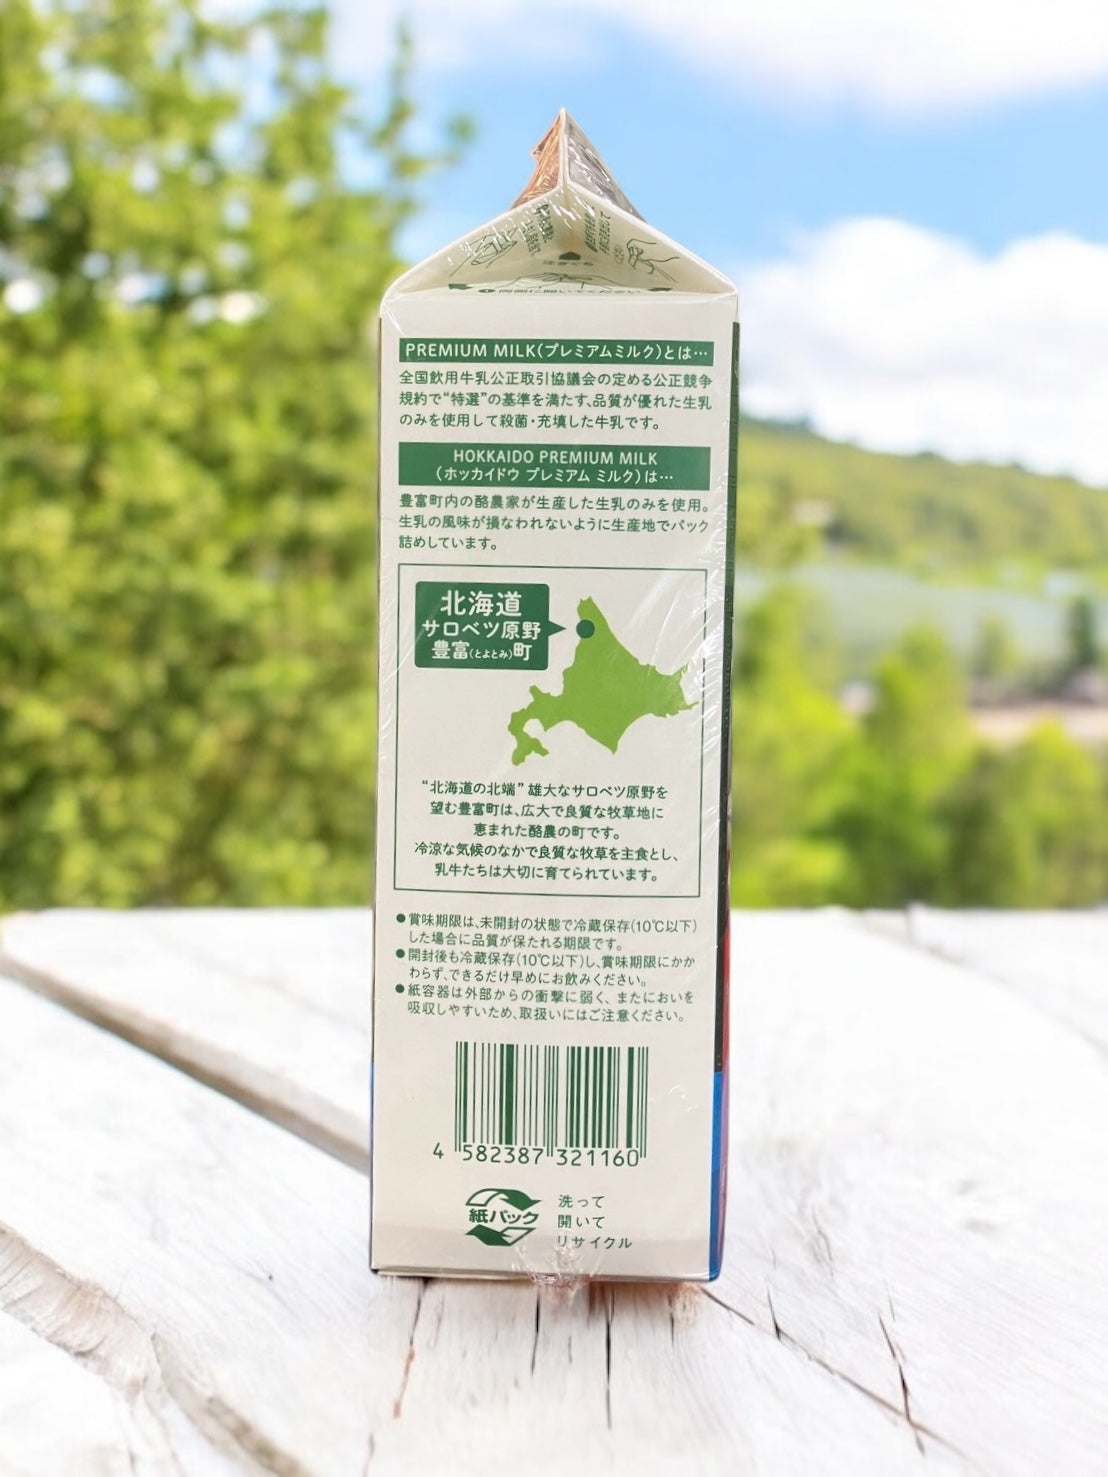 PREMIUM MILK(プレミアムミルク)とは…
全国飲用牛乳公正取引協議会の定める公正競争
規約で“特選”の基準を満たす、品質が優れた生乳
のみを使用して殺菌・充填した牛乳です。
HOKKAIDO PREMIUM MILK
(ホッカイドウ プレミアム ミルク)は…
豊富町内の酪農家が生産した生乳のみを使用。
生乳の風味が損なわれないように生産地でパック
詰めしています。
北海道
サロベツ原野
豊富(とよとみ)町
“北海道の北端”雄大なサロベツ原野を
望む豊富町は、広大で良質な牧草地に
恵まれた酪農の町です。
冷涼な気候のなかで良質な牧草を主食とし、
乳牛たちは大切に育てられています。
●賞味期限は、未開封の状態で冷蔵保存(10℃以下)
した場合に品質が保たれる期限です。
●開封後も冷蔵保存(10℃以下)し、賞味期限にかか
わらず、できるだけ早めにお飲みください。
●紙容器は外部からの衝撃に弱く、またにおいを
吸収しやすいため、取扱いにはご注意ください。
4 582387 321160
紙パック
洗って
開いて
リサイクル